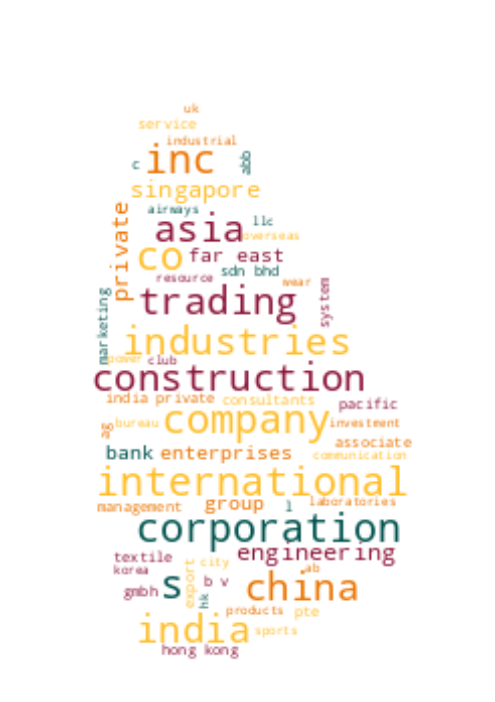 uk
service
industrial
c inc abb
singapore
airways
private
asia llc
co overseas
far east
sdn bhd
resource wear
trading system
marketing
industries
power club
construction
india private consultants pacific
ag bureau company investment
associate
bank enterprises communication
international
management group l laboratories
corporation
textile engineering
korea export city ab
gmbh s b v china
hk
products pte
india sports
hong kong